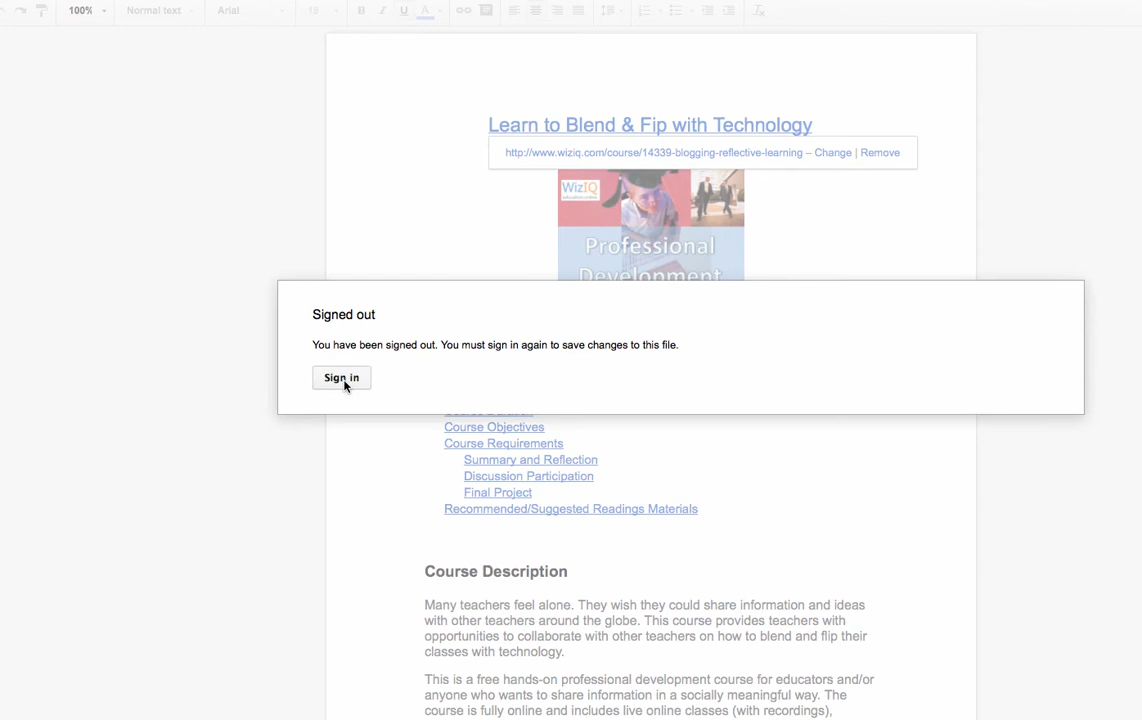 100% Normal text Arial 18 B I U A
Learn to Blend & Fip with Technology
http://www.wiziq.com/course/14339-blogging-reflective-learning – Change | Remove
WizIQ
education.online
Professional
Development
Signed out
You have been signed out. You must sign in again to save changes to this file.
Sign in
Course Objectives
Course Requirements
Summary and Reflection
Discussion Participation
Final Project
Recommended/Suggested Readings Materials
Course Description
Many teachers feel alone. They wish they could share information and ideas
with other teachers around the globe. This course provides teachers with
opportunities to collaborate with other teachers on how to blend and flip their
classes with technology.
This is a free hands-on professional development course for educators and/or
anyone who wants to share information in a socially meaningful way. The
course is fully online and includes live online classes (with recordings),